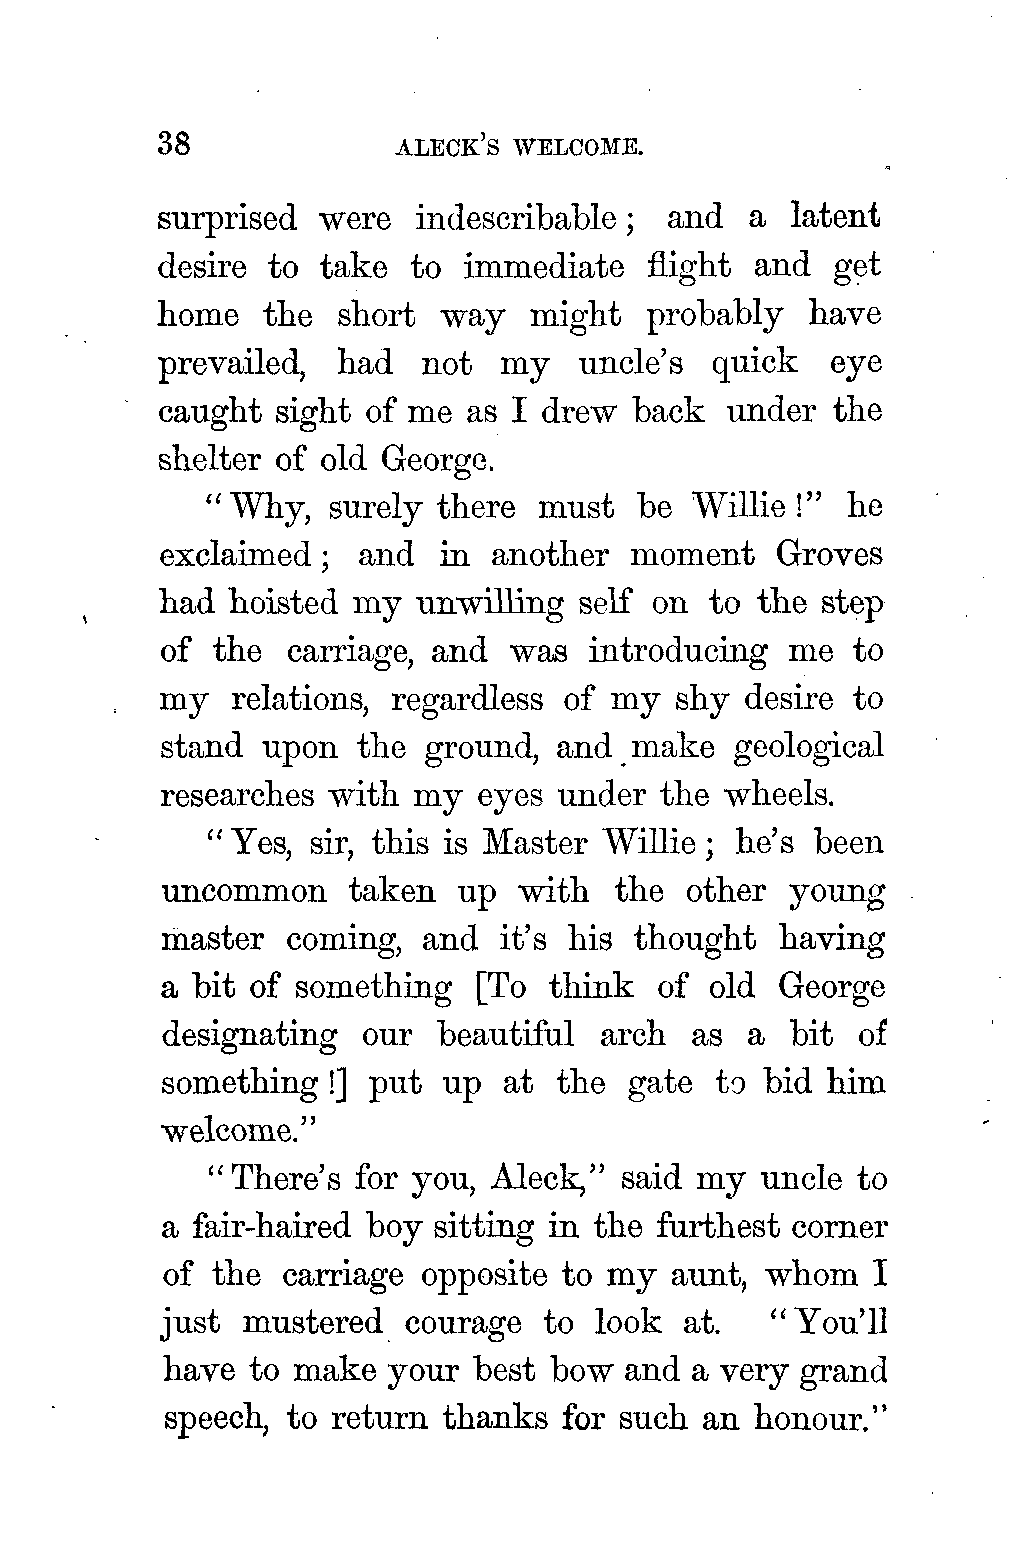 38 ALECK'S WELCOME.
surprised were indescribable; and a latent
desire to take to immediate flight and get
home the short way might probably have
prevailed, had not my uncle's quick eye
caught sight of me as I drew back under the
shelter of old George.
"Why, surely there must be Willie!" he
exclaimed; and in another moment Groves
had hoisted my unwilling self on to the step
of the carriage, and was introducing me to
my relations, regardless of my shy desire to
stand upon the ground, and make geological
researches with my eyes under the wheels.
"Yes, sir, this is Master Willie; he's been
uncommon taken up with the other young
master coming, and it's his thought having
a bit of something [To think of old George
designating our beautiful arch as a bit of
something!] put up at the gate to bid him
welcome."
"There's for you, Aleck," said my uncle to
a fair-haired boy sitting in the furthest corner
of the carriage opposite to my aunt, whom I
just mustered courage to look at. "You'll
have to make your best bow and a very grand
speech, to return thanks for such an honour."